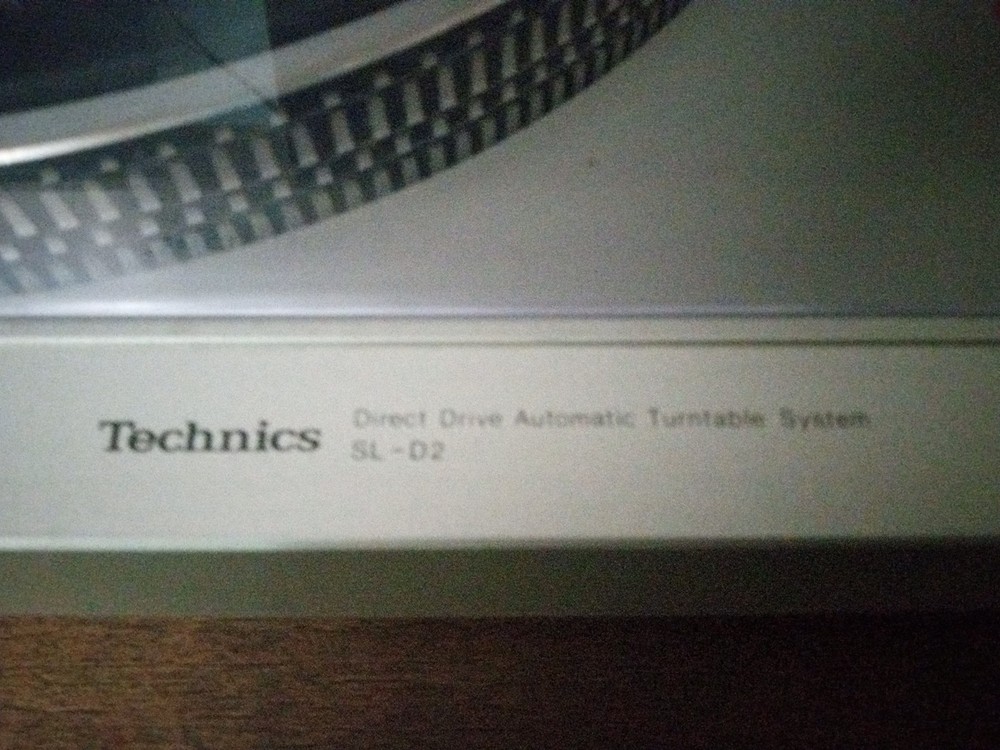 Technics
Direct Drive Automatic Turntable System
SL-D2